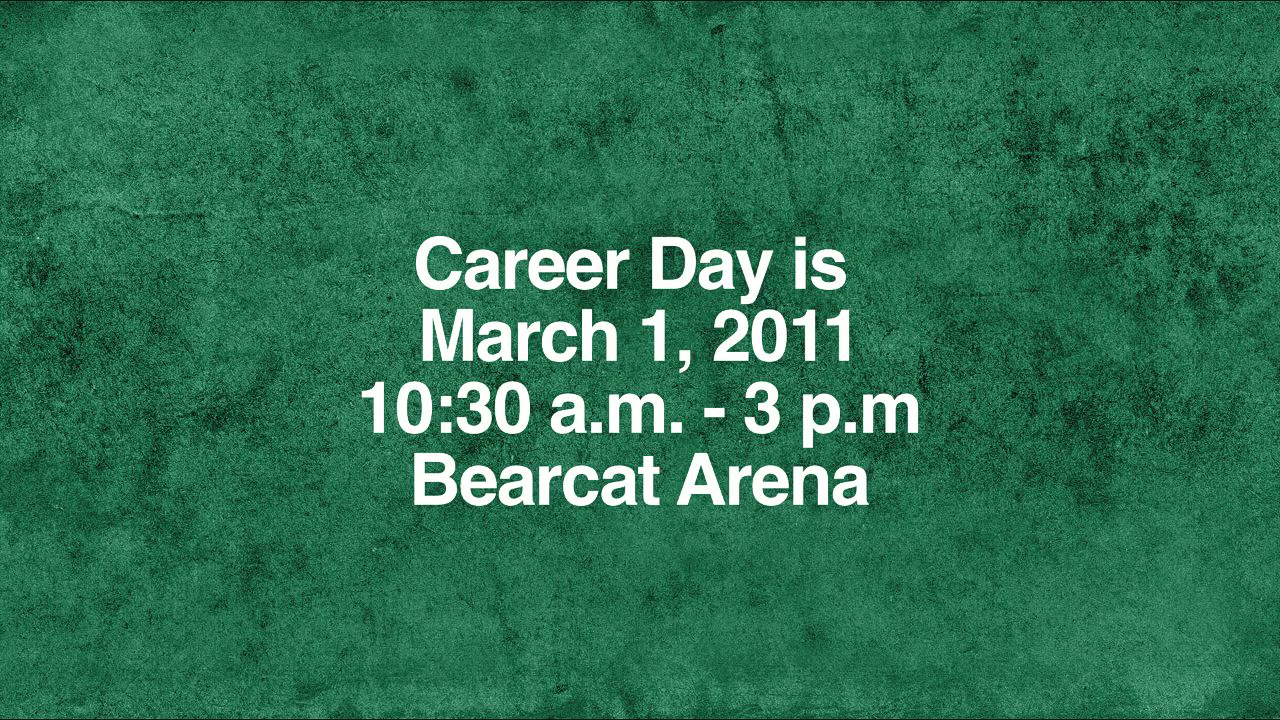 Career Day is
March 1, 2011
10:30 a.m. - 3 p.m
Bearcat Arena